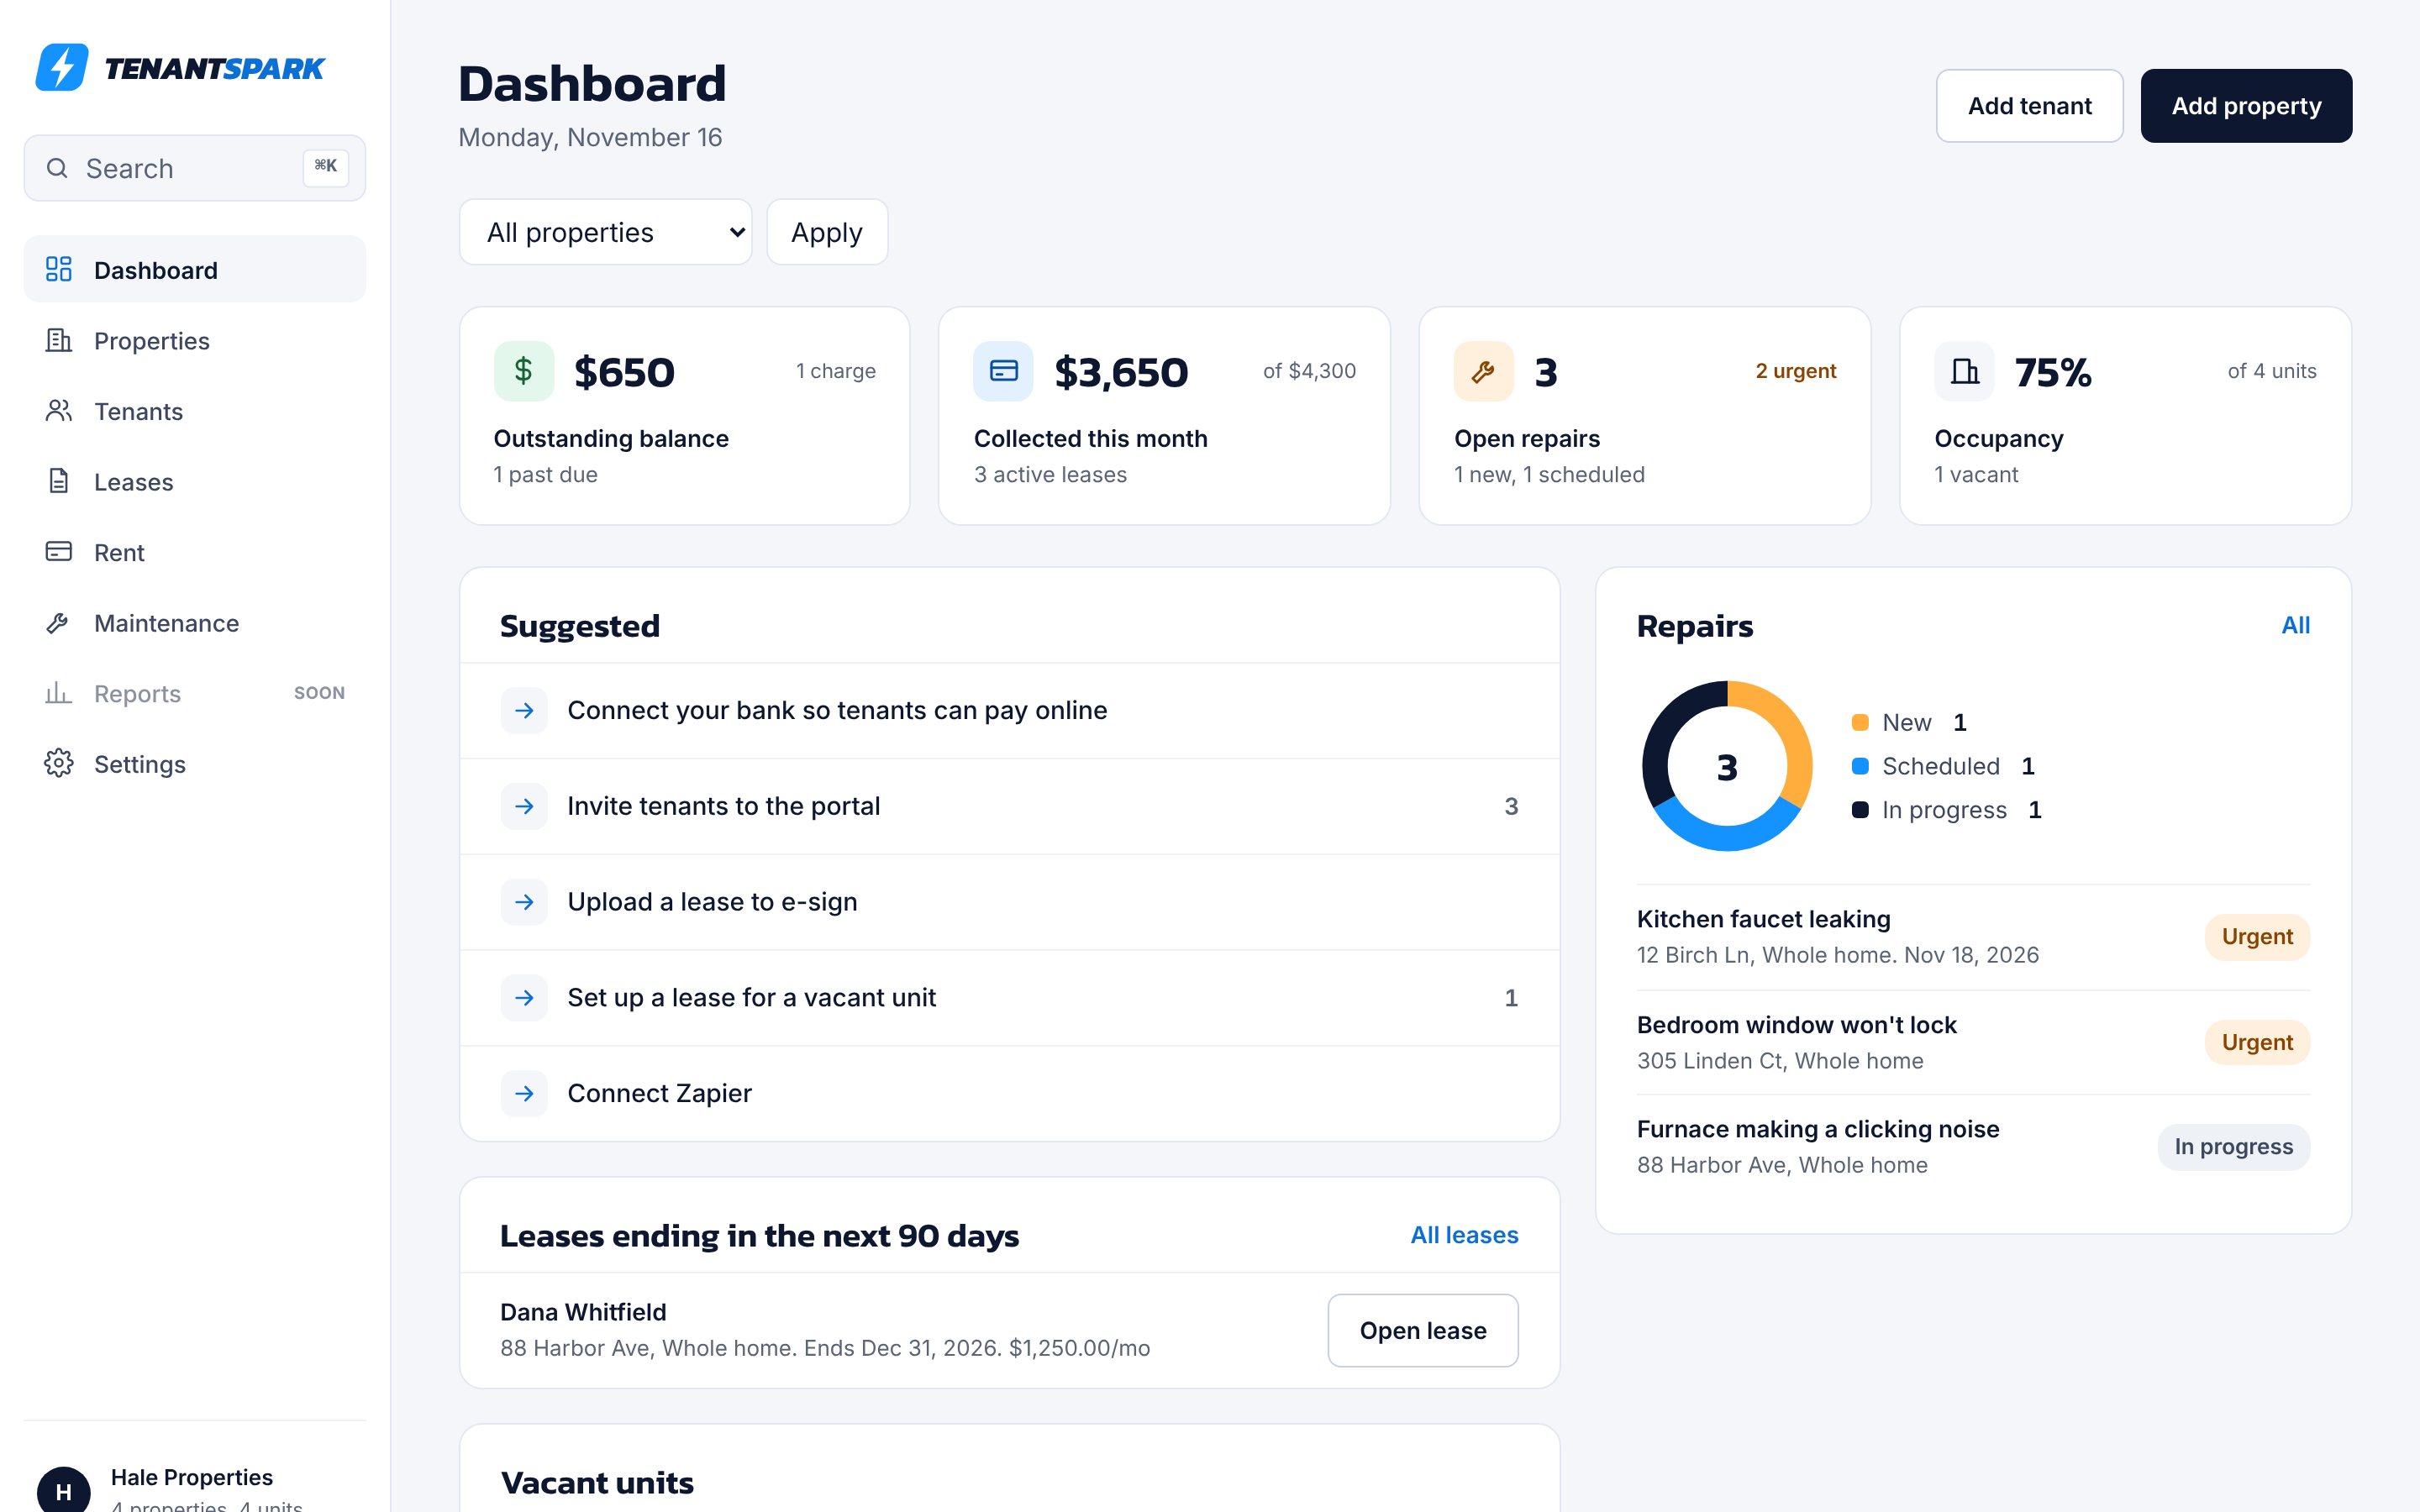 TENANTSPARK
Search
⌘K
Dashboard
Properties
Tenants
Leases
Rent
Maintenance
Reports SOON
Settings
Hale Properties
4 properties, 4 units
Dashboard
Monday, November 16
Add tenant
Add property
All properties
Apply
$650 1 charge
Outstanding balance
1 past due
$3,650 of $4,300
Collected this month
3 active leases
3 2 urgent
Open repairs
1 new, 1 scheduled
75% of 4 units
Occupancy
1 vacant
Suggested
Connect your bank so tenants can pay online
Invite tenants to the portal 3
Upload a lease to e-sign
Set up a lease for a vacant unit 1
Connect Zapier
Leases ending in the next 90 days All leases
Dana Whitfield
88 Harbor Ave, Whole home. Ends Dec 31, 2026. $1,250.00/mo
Open lease
Vacant units
Repairs All
3
New 1
Scheduled 1
In progress 1
Kitchen faucet leaking
12 Birch Ln, Whole home. Nov 18, 2026
Urgent
Bedroom window won't lock
305 Linden Ct, Whole home
Urgent
Furnace making a clicking noise
88 Harbor Ave, Whole home
In progress
H